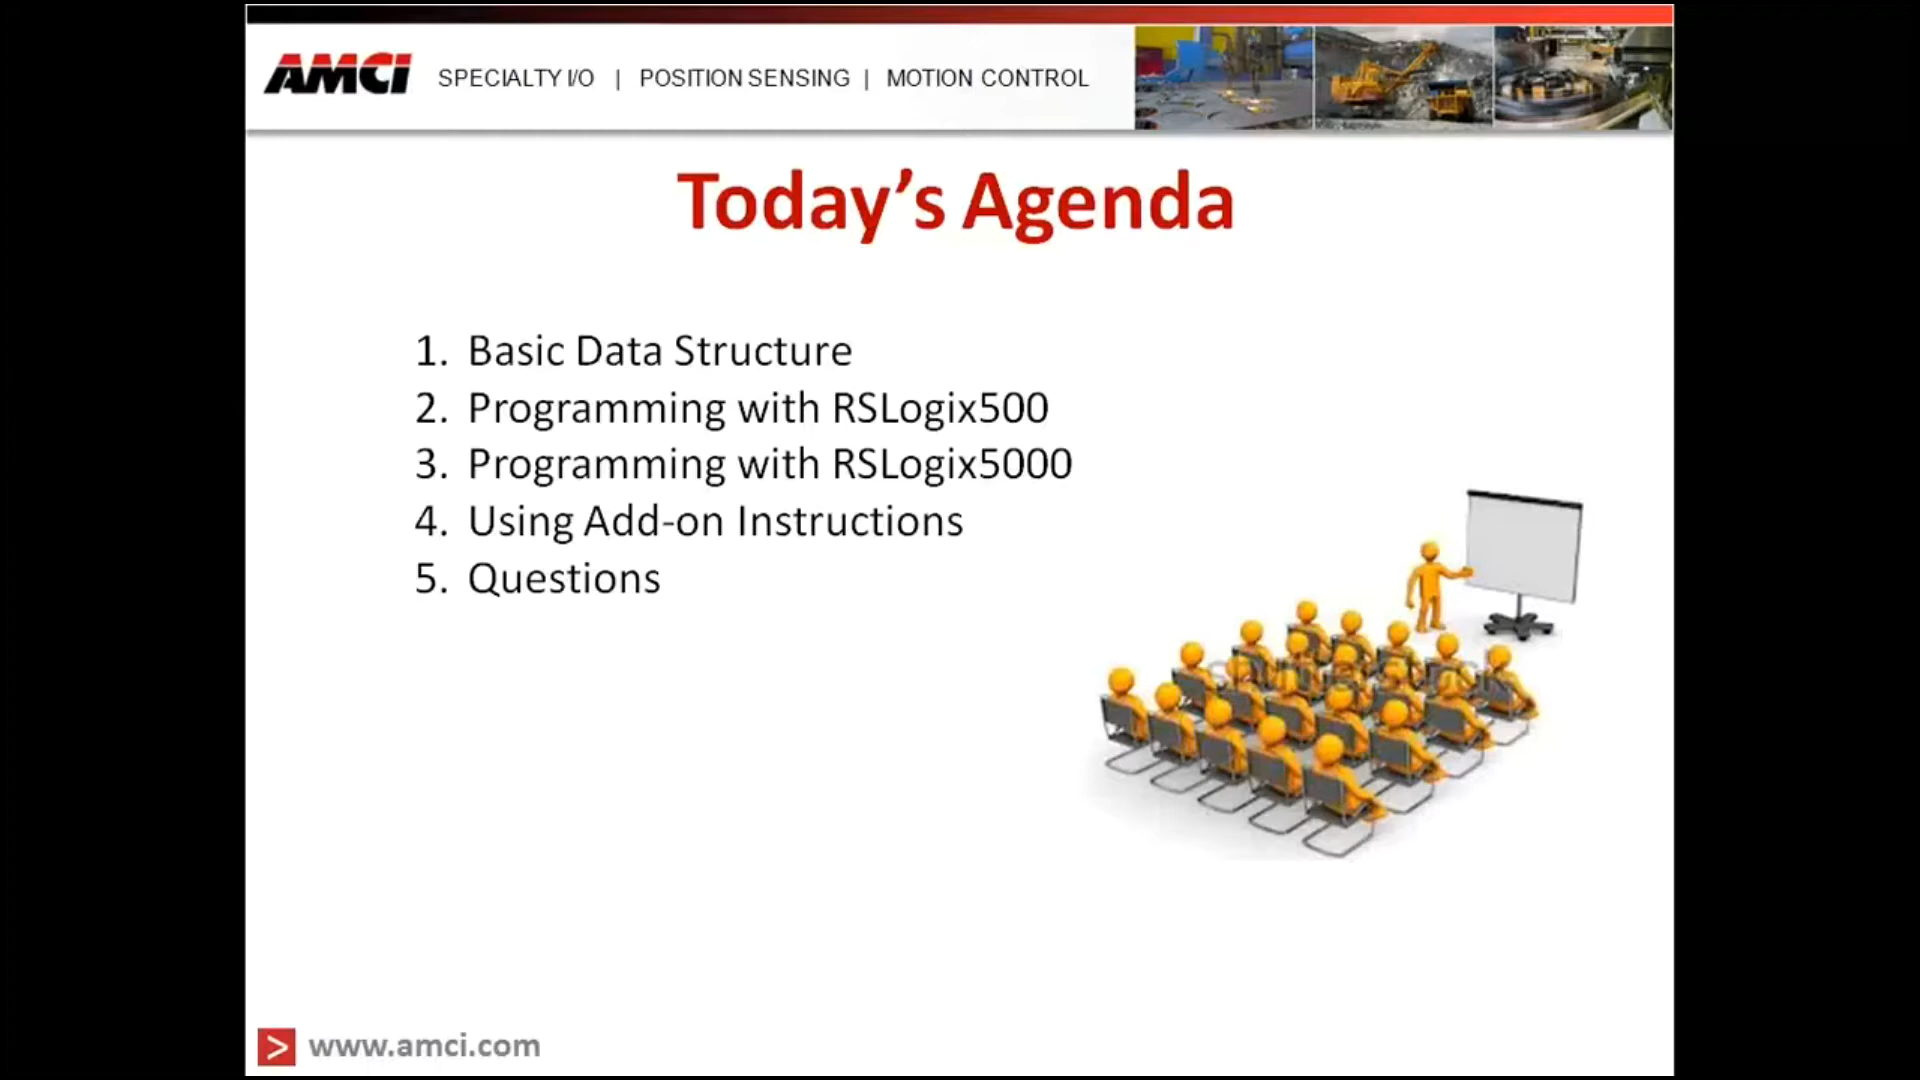 AMCI SPECIALTY I/O | POSITION SENSING | MOTION CONTROL
Today's Agenda
1. Basic Data Structure
2. Programming with RSLogix500
3. Programming with RSLogix5000
4. Using Add-on Instructions
5. Questions
shutterstock
> www.amci.com